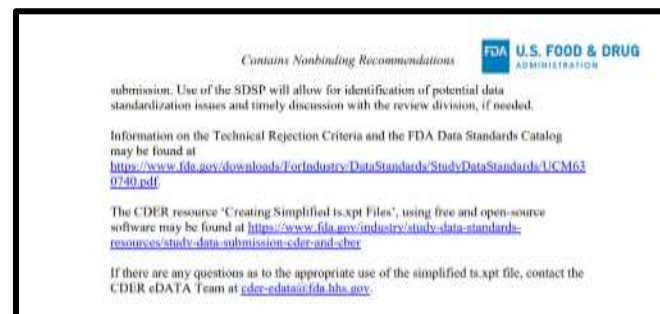 Contains Nonbinding Recommendations
FDA U.S. FOOD & DRUG
ADMINISTRATION
submission. Use of the SDSP will allow for identification of potential data
standardization issues and timely discussion with the review division, if needed.
Information on the Technical Rejection Criteria and the FDA Data Standards Catalog
may be found at
https://www.fda.gov/downloads/ForIndustry/DataStandards/StudyDataStandards/UCM63
0740.pdf.
The CDER resource ‘Creating Simplified ts.xpt Files’, using free and open-source
software may be found at https://www.fda.gov/industry/study-data-standards-
resources/study-data-submission-cder-and-cber
If there are any questions as to the appropriate use of the simplified ts.xpt file, contact the
CDER eDATA Team at cder-edata@fda.hhs.gov.